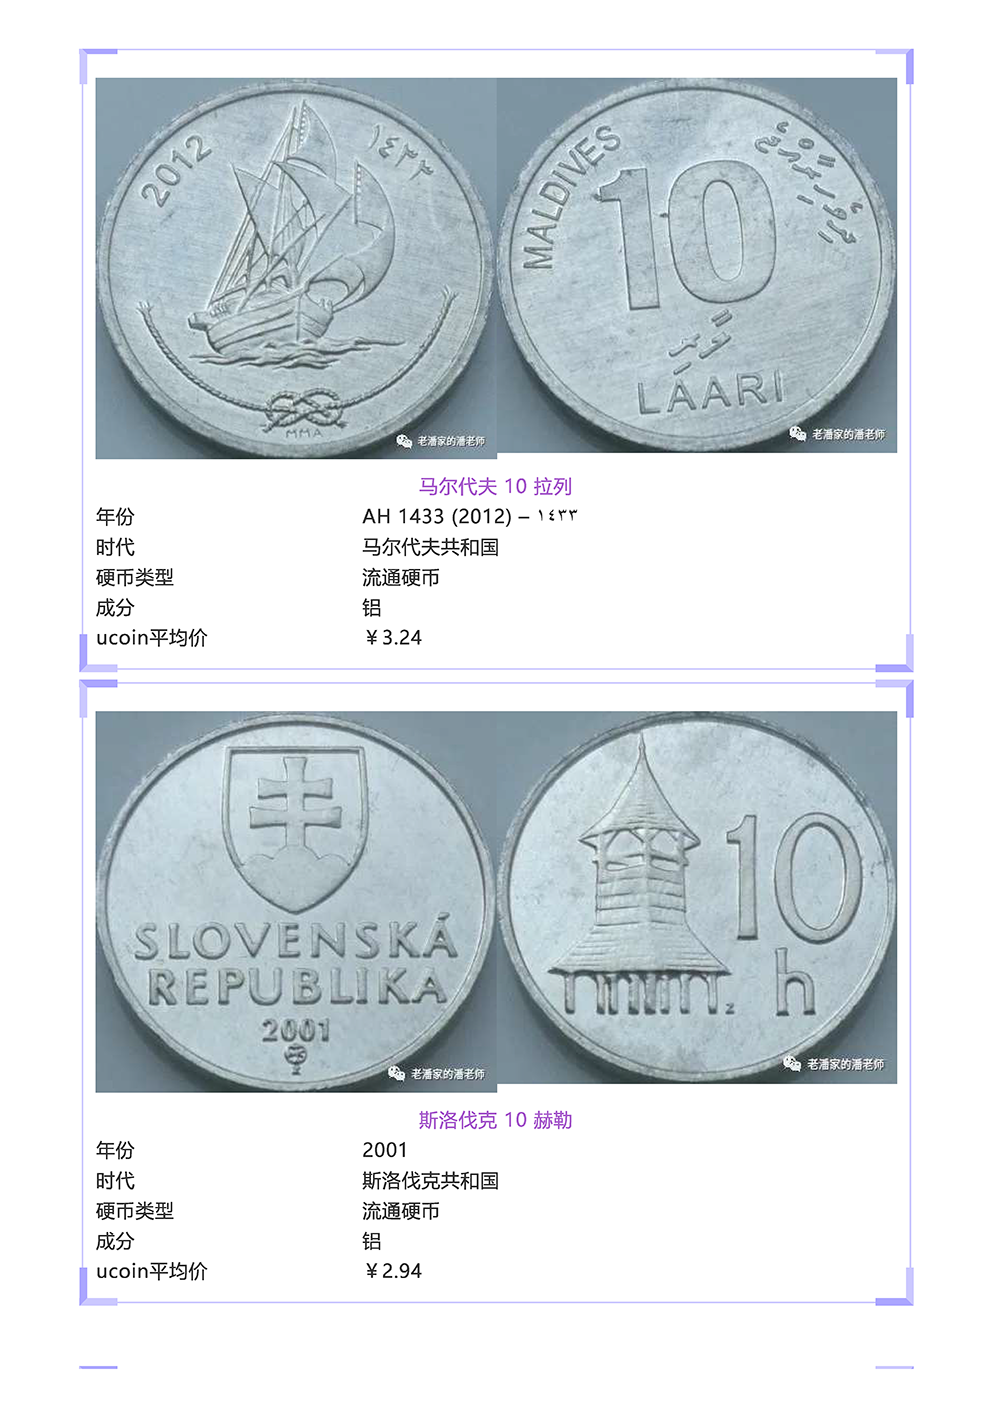 2012
١٤٣٣
MMA
老潘家的潘老师
MALDIVES
10
ލާރި
LAARI
老潘家的潘老师
马尔代夫 10 拉列
年份 AH 1433 (2012) – ١٤٣٣
时代 马尔代夫共和国
硬币类型 流通硬币
成分 铝
ucoin平均价 ￥3.24
SLOVENSKÁ
REPUBLIKA
2001
老潘家的潘老师
10
h
Z
老潘家的潘老师
斯洛伐克 10 赫勒
年份 2001
时代 斯洛伐克共和国
硬币类型 流通硬币
成分 铝
ucoin平均价 ￥2.94